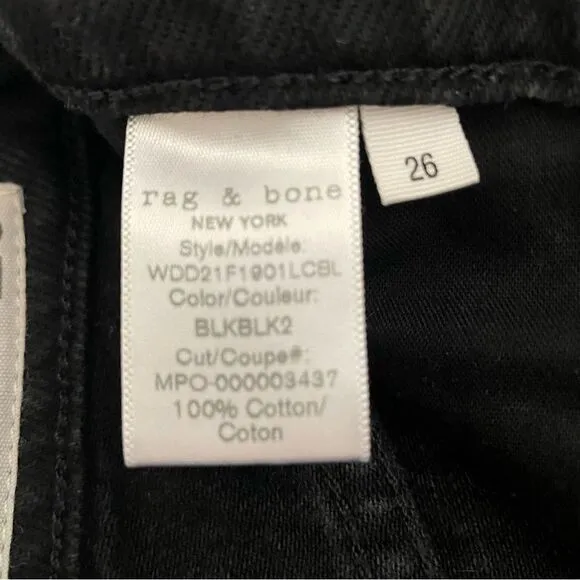 rag & bone
NEW YORK
Style/Modèle:
WDD21F1901LCBL
Color/Couleur:
BLKBLK2
Cut/Coupe#:
MPO-000003437
100% Cotton/
Coton
26